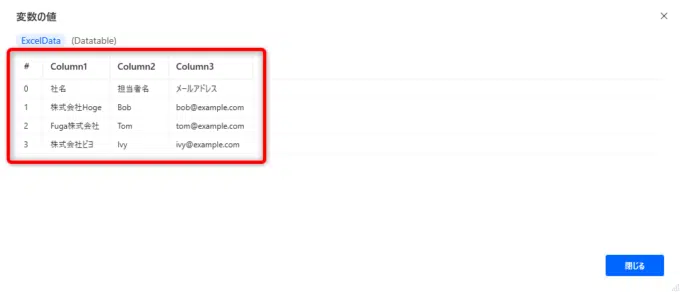 変数の値
ExcelData (Datatable)
# Column1 Column2 Column3
0 社名 担当者名 メールアドレス
1 株式会社Hoge Bob bob@example.com
2 Fuga株式会社 Tom tom@example.com
3 株式会社ピヨ Ivy ivy@example.com
閉じる